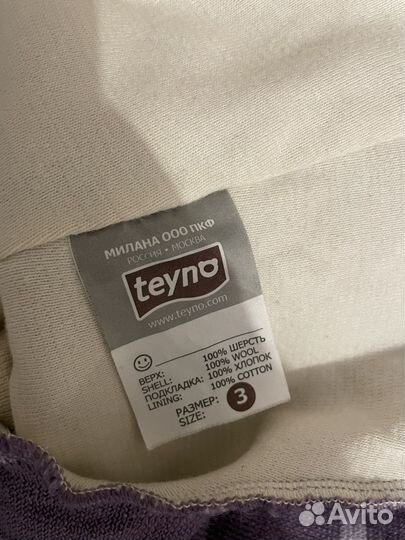 МИЛАНА ООО ПКФ
РОССИЯ • МОСКВА
teyno
www.teyno.com
ВЕРХ: 100% ШЕРСТЬ
SHELL: 100% WOOL
ПОДКЛАДКА: 100% ХЛОПОК
LINING: 100% COTTON
РАЗМЕР:
SIZE: 3
Avito